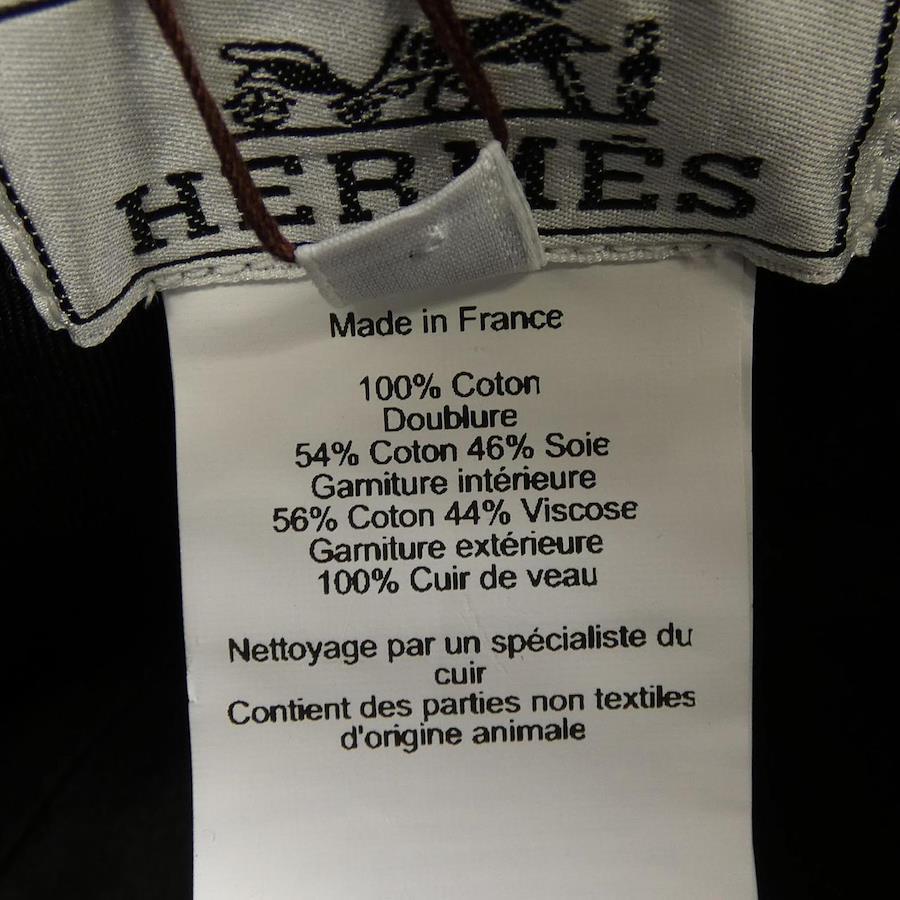 HERMÈS
Made in France
100% Coton
Doublure
54% Coton 46% Soie
Garniture intérieure
56% Coton 44% Viscose
Garniture extérieure
100% Cuir de veau
Nettoyage par un spécialiste du
cuir
Contient des parties non textiles
d'origine animale